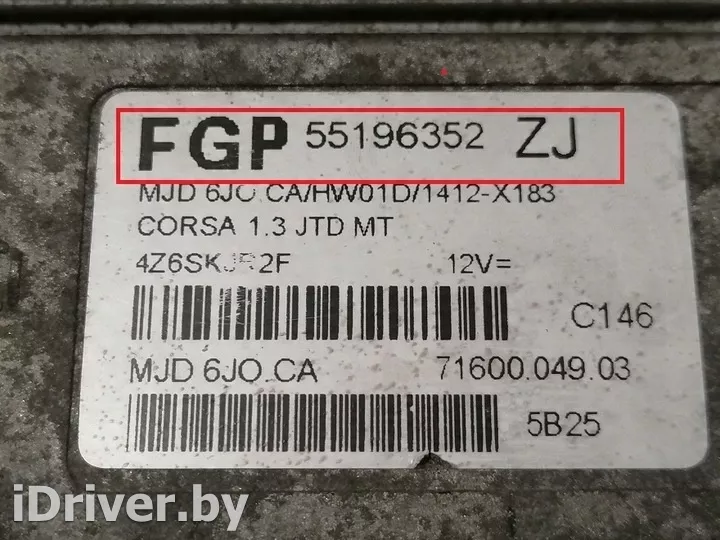 FGP 55196352 ZJ
MJD 6JO.CA/HW01D/1412-X183
CORSA 1.3 JTD MT
12V=
C146
MJD 6JO.CA 71600.049.03
5B25
iDriver.by